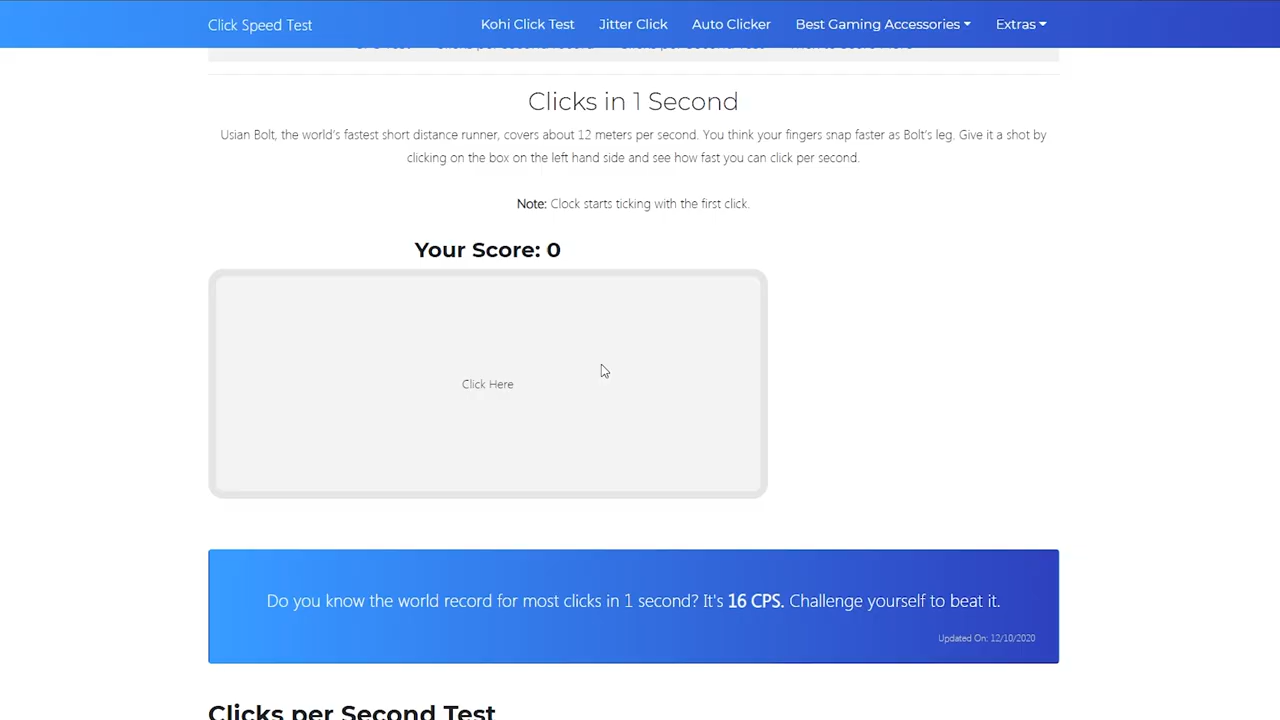 Click Speed Test
Kohi Click Test
Jitter Click
Auto Clicker
Best Gaming Accessories
Extras
Clicks in 1 Second
Usian Bolt, the world's fastest short distance runner, covers about 12 meters per second. You think your fingers snap faster as Bolt's leg. Give it a shot by
clicking on the box on the left hand side and see how fast you can click per second.
Note: Clock starts ticking with the first click.
Your Score: 0
Click Here
Do you know the world record for most clicks in 1 second? It's 16 CPS. Challenge yourself to beat it.
Updated On: 12/10/2020
Clicks per Second Test